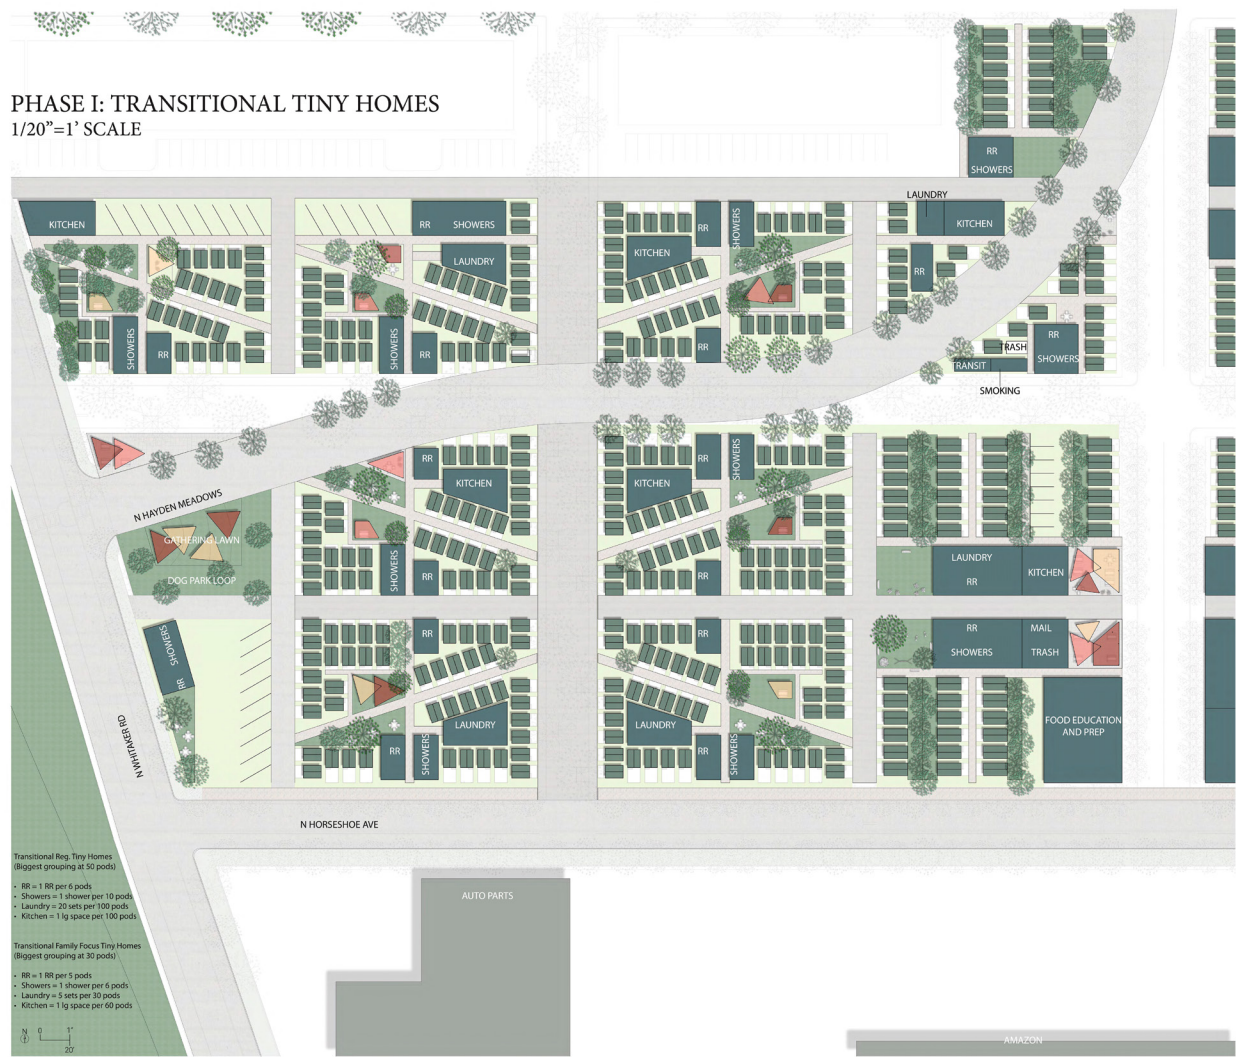 PHASE I: TRANSITIONAL TINY HOMES
1/20”=1’ SCALE
RR
SHOWERS
LAUNDRY
KITCHEN
RR
SHOWERS
RR
SHOWERS
KITCHEN
LAUNDRY
KITCHEN
RR
SHOWERS
RR
SHOWERS
RR
RR
RR
SHOWERS
TRASH
TRANSIT
SMOKING
N HAYDEN MEADOWS
GATHERING LAWN
DOG PARK LOOP
RR
KITCHEN
SHOWERS
RR
RR
SHOWERS
KITCHEN
RR
LAUNDRY
RR
KITCHEN
SHOWERS
RR
RR
LAUNDRY
RR
SHOWERS
RR
LAUNDRY
RR
SHOWERS
RR
SHOWERS
MAIL
TRASH
FOOD EDUCATION
AND PREP
N WHITAKER RD
N HORSESHOE AVE
AUTO PARTS
AMAZON
Transitional Reg. Tiny Homes
(Biggest grouping at 50 pods)
• RR = 1 RR per 6 pods
• Showers = 1 shower per 10 pods
• Laundry = 20 sets per 100 pods
• Kitchen = 1 lg space per 100 pods
Transitional Family Focus Tiny Homes
(Biggest grouping at 30 pods)
• RR = 1 RR per 5 pods
• Showers = 1 shower per 6 pods
• Laundry = 5 sets per 30 pods
• Kitchen = 1 lg space per 60 pods
N
0 1"
20'